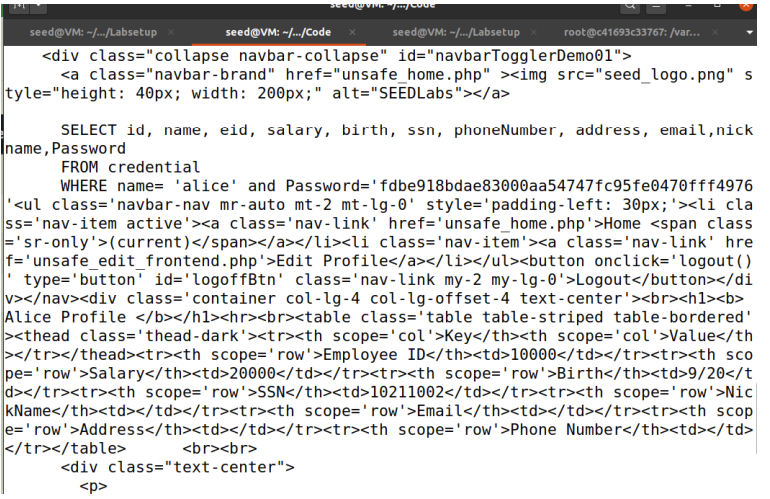 seed@VM: ~/.../Code
seed@VM: ~/.../Labsetup × seed@VM: ~/.../Code × seed@VM: ~/.../Labsetup × root@c41693c33767: /var... ×
<div class="collapse navbar-collapse" id="navbarTogglerDemo01">
<a class="navbar-brand" href="unsafe_home.php" ><img src="seed_logo.png" s
tyle="height: 40px; width: 200px;" alt="SEEDLabs"></a>
SELECT id, name, eid, salary, birth, ssn, phoneNumber, address, email,nick
name,Password
FROM credential
WHERE name= 'alice' and Password='fdbe918bdae83000aa54747fc95fe0470fff4976
'<ul class='navbar-nav mr-auto mt-2 mt-lg-0' style='padding-left: 30px;'><li cla
ss='nav-item active'><a class='nav-link' href='unsafe_home.php'>Home <span class
='sr-only'>(current)</span></a></li><li class='nav-item'><a class='nav-link' hre
f='unsafe_edit_frontend.php'>Edit Profile</a></li></ul><button onclick='logout()
' type='button' id='logoffBtn' class='nav-link my-2 my-lg-0'>Logout</button></di
v></nav><div class='container col-lg-4 col-lg-offset-4 text-center'><br><h1><b>
Alice Profile </b></h1><hr><br><table class='table table-striped table-bordered'
><thead class='thead-dark'><tr><th scope='col'>Key</th><th scope='col'>Value</th
></tr></thead><tr><th scope='row'>Employee ID</th><td>10000</td></tr><tr><th sco
pe='row'>Salary</th><td>20000</td></tr><tr><th scope='row'>Birth</th><td>9/20</t
d></tr><tr><th scope='row'>SSN</th><td>10211002</td></tr><tr><th scope='row'>Nic
kName</th><td></td></tr><tr><th scope='row'>Email</th><td></td></tr><tr><th scop
e='row'>Address</th><td></td></tr><tr><th scope='row'>Phone Number</th><td></td>
</tr></table> <br><br>
<div class="text-center">
<p>